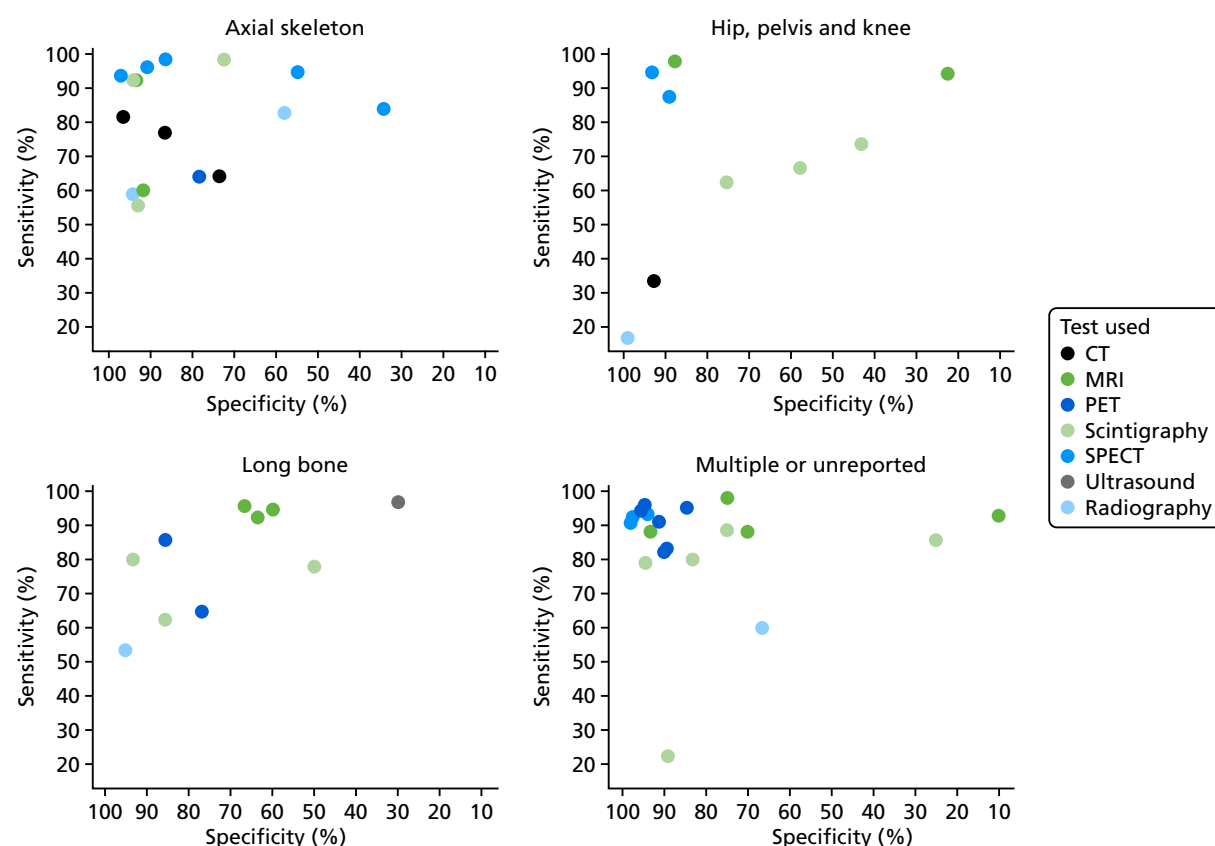 Axial skeleton
100
90
80
70
60
50
40
30
20
Sensitivity (%)
100 90 80 70 60 50 40 30 20 10
Specificity (%)
Hip, pelvis and knee
100
90
80
70
60
50
40
30
20
Sensitivity (%)
100 90 80 70 60 50 40 30 20 10
Specificity (%)
Long bone
100
90
80
70
60
50
40
30
20
Sensitivity (%)
100 90 80 70 60 50 40 30 20 10
Specificity (%)
Multiple or unreported
100
90
80
70
60
50
40
30
20
Sensitivity (%)
100 90 80 70 60 50 40 30 20 10
Specificity (%)
Test used
CT
MRI
PET
Scintigraphy
SPECT
Ultrasound
Radiography